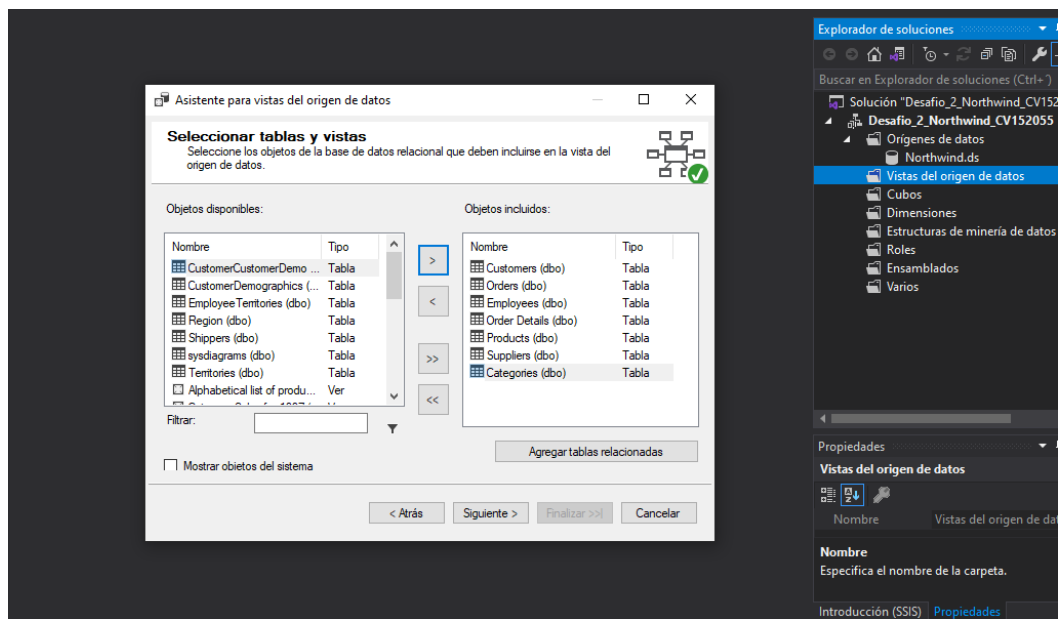 Explorador de soluciones
Buscar en Explorador de soluciones (Ctrl+´)
Solución "Desafio_2_Northwind_CV152
Desafio_2_Northwind_CV152055
Orígenes de datos
Northwind.ds
Vistas del origen de datos
Cubos
Dimensiones
Estructuras de minería de datos
Roles
Ensamblados
Varios
Asistente para vistas del origen de datos
Seleccionar tablas y vistas
Seleccione los objetos de la base de datos relacional que deben incluirse en la vista del
origen de datos.
Objetos disponibles:
Nombre Tipo
CustomerCustomerDemo ... Tabla
CustomerDemographics (... Tabla
EmployeeTerritories (dbo) Tabla
Region (dbo) Tabla
Shippers (dbo) Tabla
sysdiagrams (dbo) Tabla
Territories (dbo) Tabla
Alphabetical list of produ... Ver
Filtrar:
Mostrar objetos del sistema
>
<
>>
<<
Objetos incluidos:
Nombre Tipo
Customers (dbo) Tabla
Orders (dbo) Tabla
Employees (dbo) Tabla
Order Details (dbo) Tabla
Products (dbo) Tabla
Suppliers (dbo) Tabla
Categories (dbo) Tabla
Agregar tablas relacionadas
< Atrás Siguiente > Finalizar >>| Cancelar
Propiedades
Vistas del origen de datos
Nombre Vistas del origen de dat
Nombre
Especifica el nombre de la carpeta.
Introducción (SSIS) Propiedades